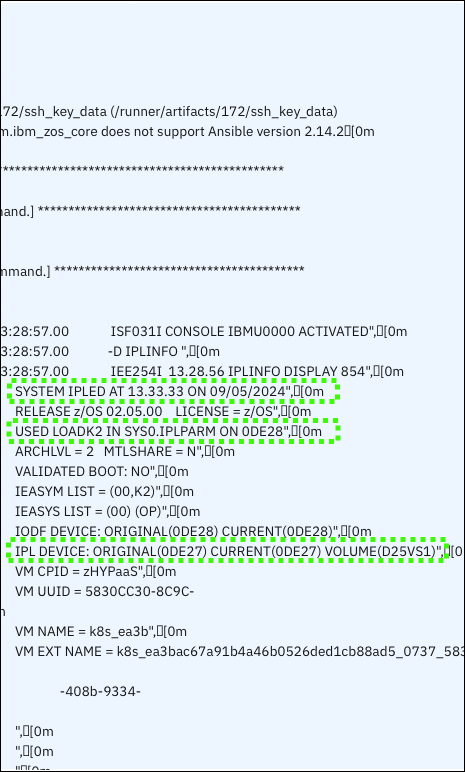 172/ssh_key_data (/runner/artifacts/172/ssh_key_data)
m.ibm_zos_core does not support Ansible version 2.14.2[0m
***********************************************
mand.] *******************************************
mmand.] *****************************************
3:28:57.00 ISF031I CONSOLE IBMU0000 ACTIVATED",[0m
3:28:57.00 -D IPLINFO ",[0m
3:28:57.00 IEE254I 13.28.56 IPLINFO DISPLAY 854",[0m
SYSTEM IPLED AT 13.33.33 ON 09/05/2024",[0m
RELEASE z/OS 02.05.00 LICENSE = z/OS",[0m
USED LOADK2 IN SYS0.IPLPARM ON 0DE28",[0m
ARCHLVL = 2 MTLSHARE = N",[0m
VALIDATED BOOT: NO",[0m
IEASYM LIST = (00,K2)",[0m
IEASYS LIST = (00) (OP)",[0m
IODF DEVICE: ORIGINAL(0DE28) CURRENT(0DE28)",[0m
IPL DEVICE: ORIGINAL(0DE27) CURRENT(0DE27) VOLUME(D25VS1)",[0
VM CPID = zHYPaaS",[0m
VM UUID = 5830CC30-8C9C-
m
VM NAME = k8s_ea3b",[0m
VM EXT NAME = k8s_ea3bac67a91b4a46b0526ded1cb88ad5_0737_583
-408b-9334-
",[0m
",[0m
",[0m